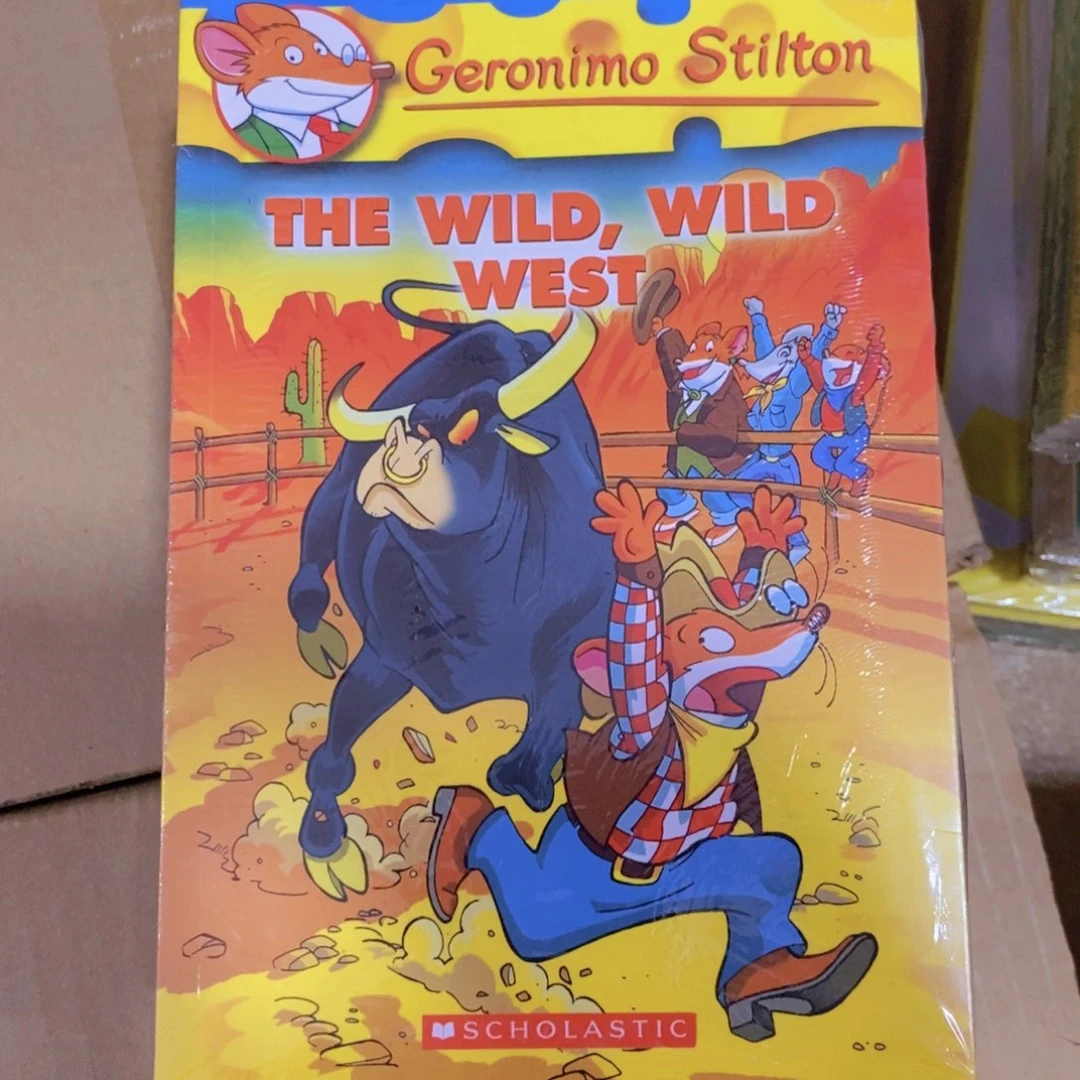 Geronimo Stilton
THE WILD, WILD
WEST
SCHOLASTIC